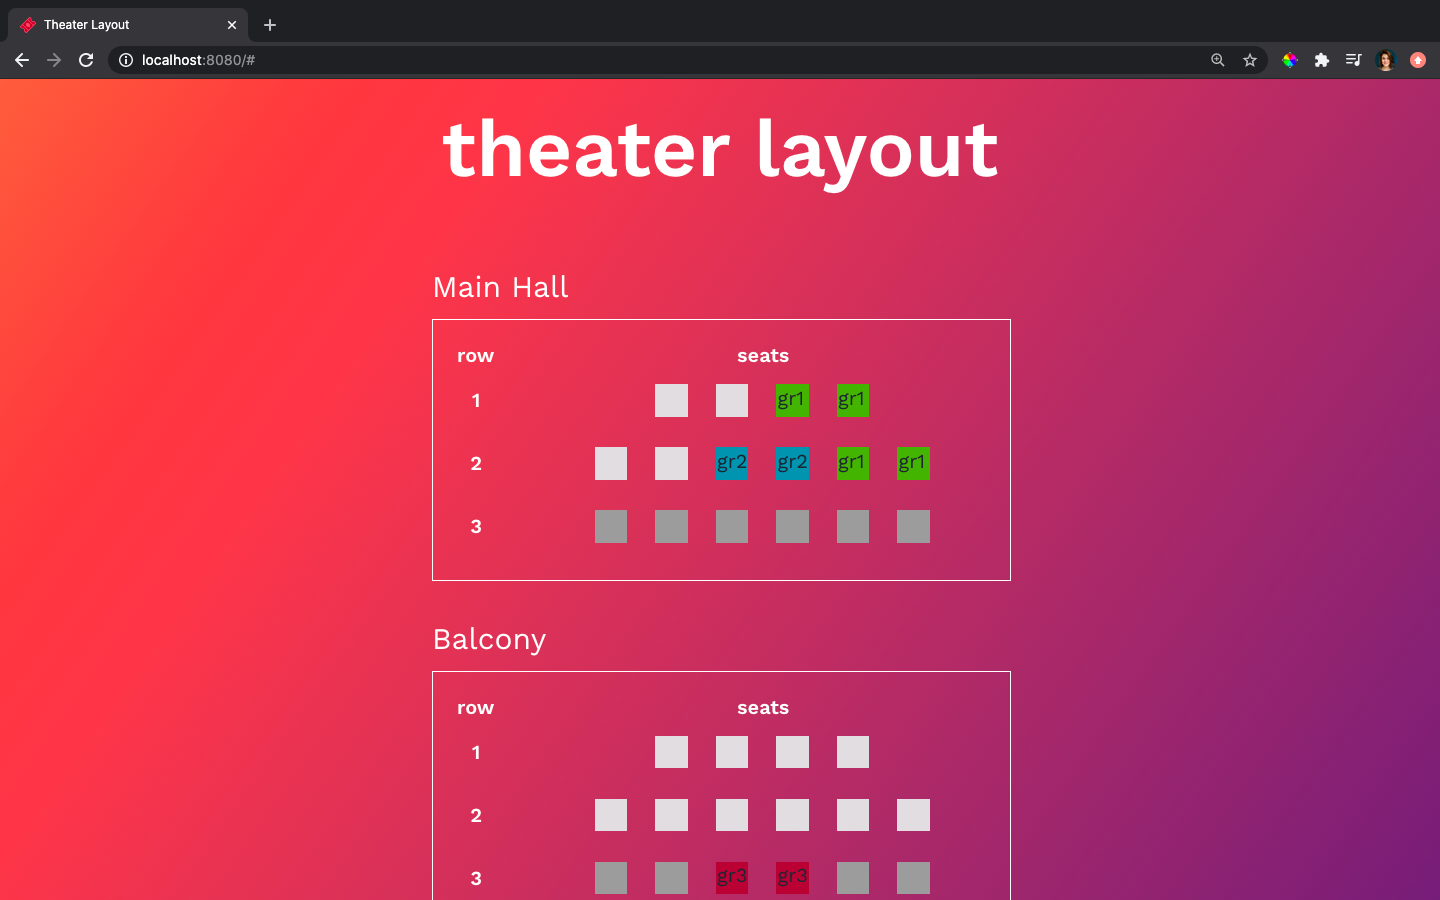 Theater Layout
localhost:8080/#
theater layout
Main Hall
row seats
1 gr1 gr1
2 gr2 gr2 gr1 gr1
3
Balcony
row seats
1
2
3 gr3 gr3